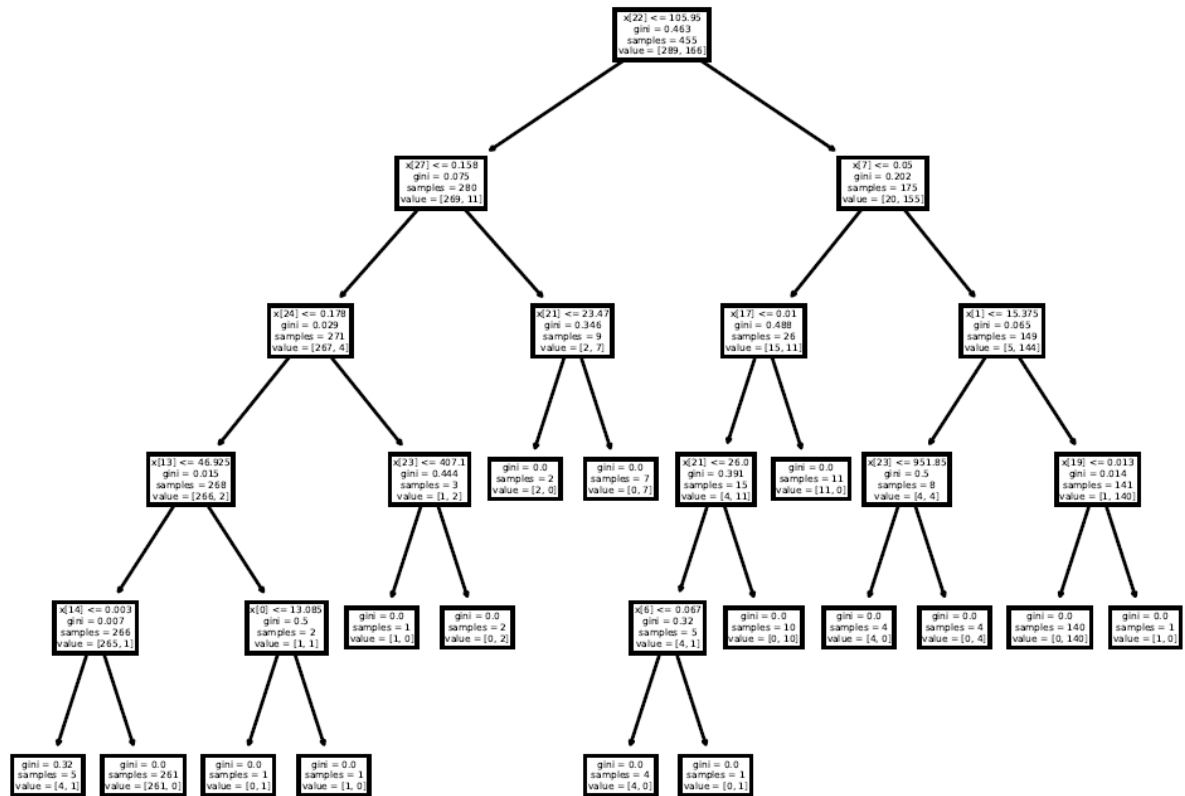 x[22] <= 105.95
gini = 0.463
samples = 455
value = [289, 166]
x[27] <= 0.158
gini = 0.075
samples = 280
value = [269, 11]
x[7] <= 0.05
gini = 0.202
samples = 175
value = [20, 155]
x[24] <= 0.178
gini = 0.029
samples = 271
value = [267, 4]
x[21] <= 23.47
gini = 0.346
samples = 9
value = [2, 7]
x[17] <= 0.01
gini = 0.488
samples = 26
value = [15, 11]
x[1] <= 15.375
gini = 0.065
samples = 149
value = [5, 144]
x[13] <= 46.925
gini = 0.015
samples = 268
value = [266, 2]
x[23] <= 407.1
gini = 0.444
samples = 3
value = [1, 2]
gini = 0.0
samples = 2
value = [2, 0]
gini = 0.0
samples = 7
value = [0, 7]
x[21] <= 26.0
gini = 0.391
samples = 15
value = [4, 11]
gini = 0.0
samples = 11
value = [11, 0]
x[23] <= 951.85
gini = 0.5
samples = 8
value = [4, 4]
x[19] <= 0.013
gini = 0.014
samples = 141
value = [1, 140]
x[14] <= 0.003
gini = 0.007
samples = 266
value = [265, 1]
x[0] <= 13.085
gini = 0.5
samples = 2
value = [1, 1]
gini = 0.0
samples = 1
value = [1, 0]
gini = 0.0
samples = 2
value = [0, 2]
x[6] <= 0.067
gini = 0.32
samples = 5
value = [4, 1]
gini = 0.0
samples = 10
value = [0, 10]
gini = 0.0
samples = 4
value = [4, 0]
gini = 0.0
samples = 4
value = [0, 4]
gini = 0.0
samples = 140
value = [0, 140]
gini = 0.0
samples = 1
value = [1, 0]
gini = 0.32
samples = 5
value = [4, 1]
gini = 0.0
samples = 261
value = [261, 0]
gini = 0.0
samples = 1
value = [0, 1]
gini = 0.0
samples = 1
value = [1, 0]
gini = 0.0
samples = 4
value = [4, 0]
gini = 0.0
samples = 1
value = [0, 1]